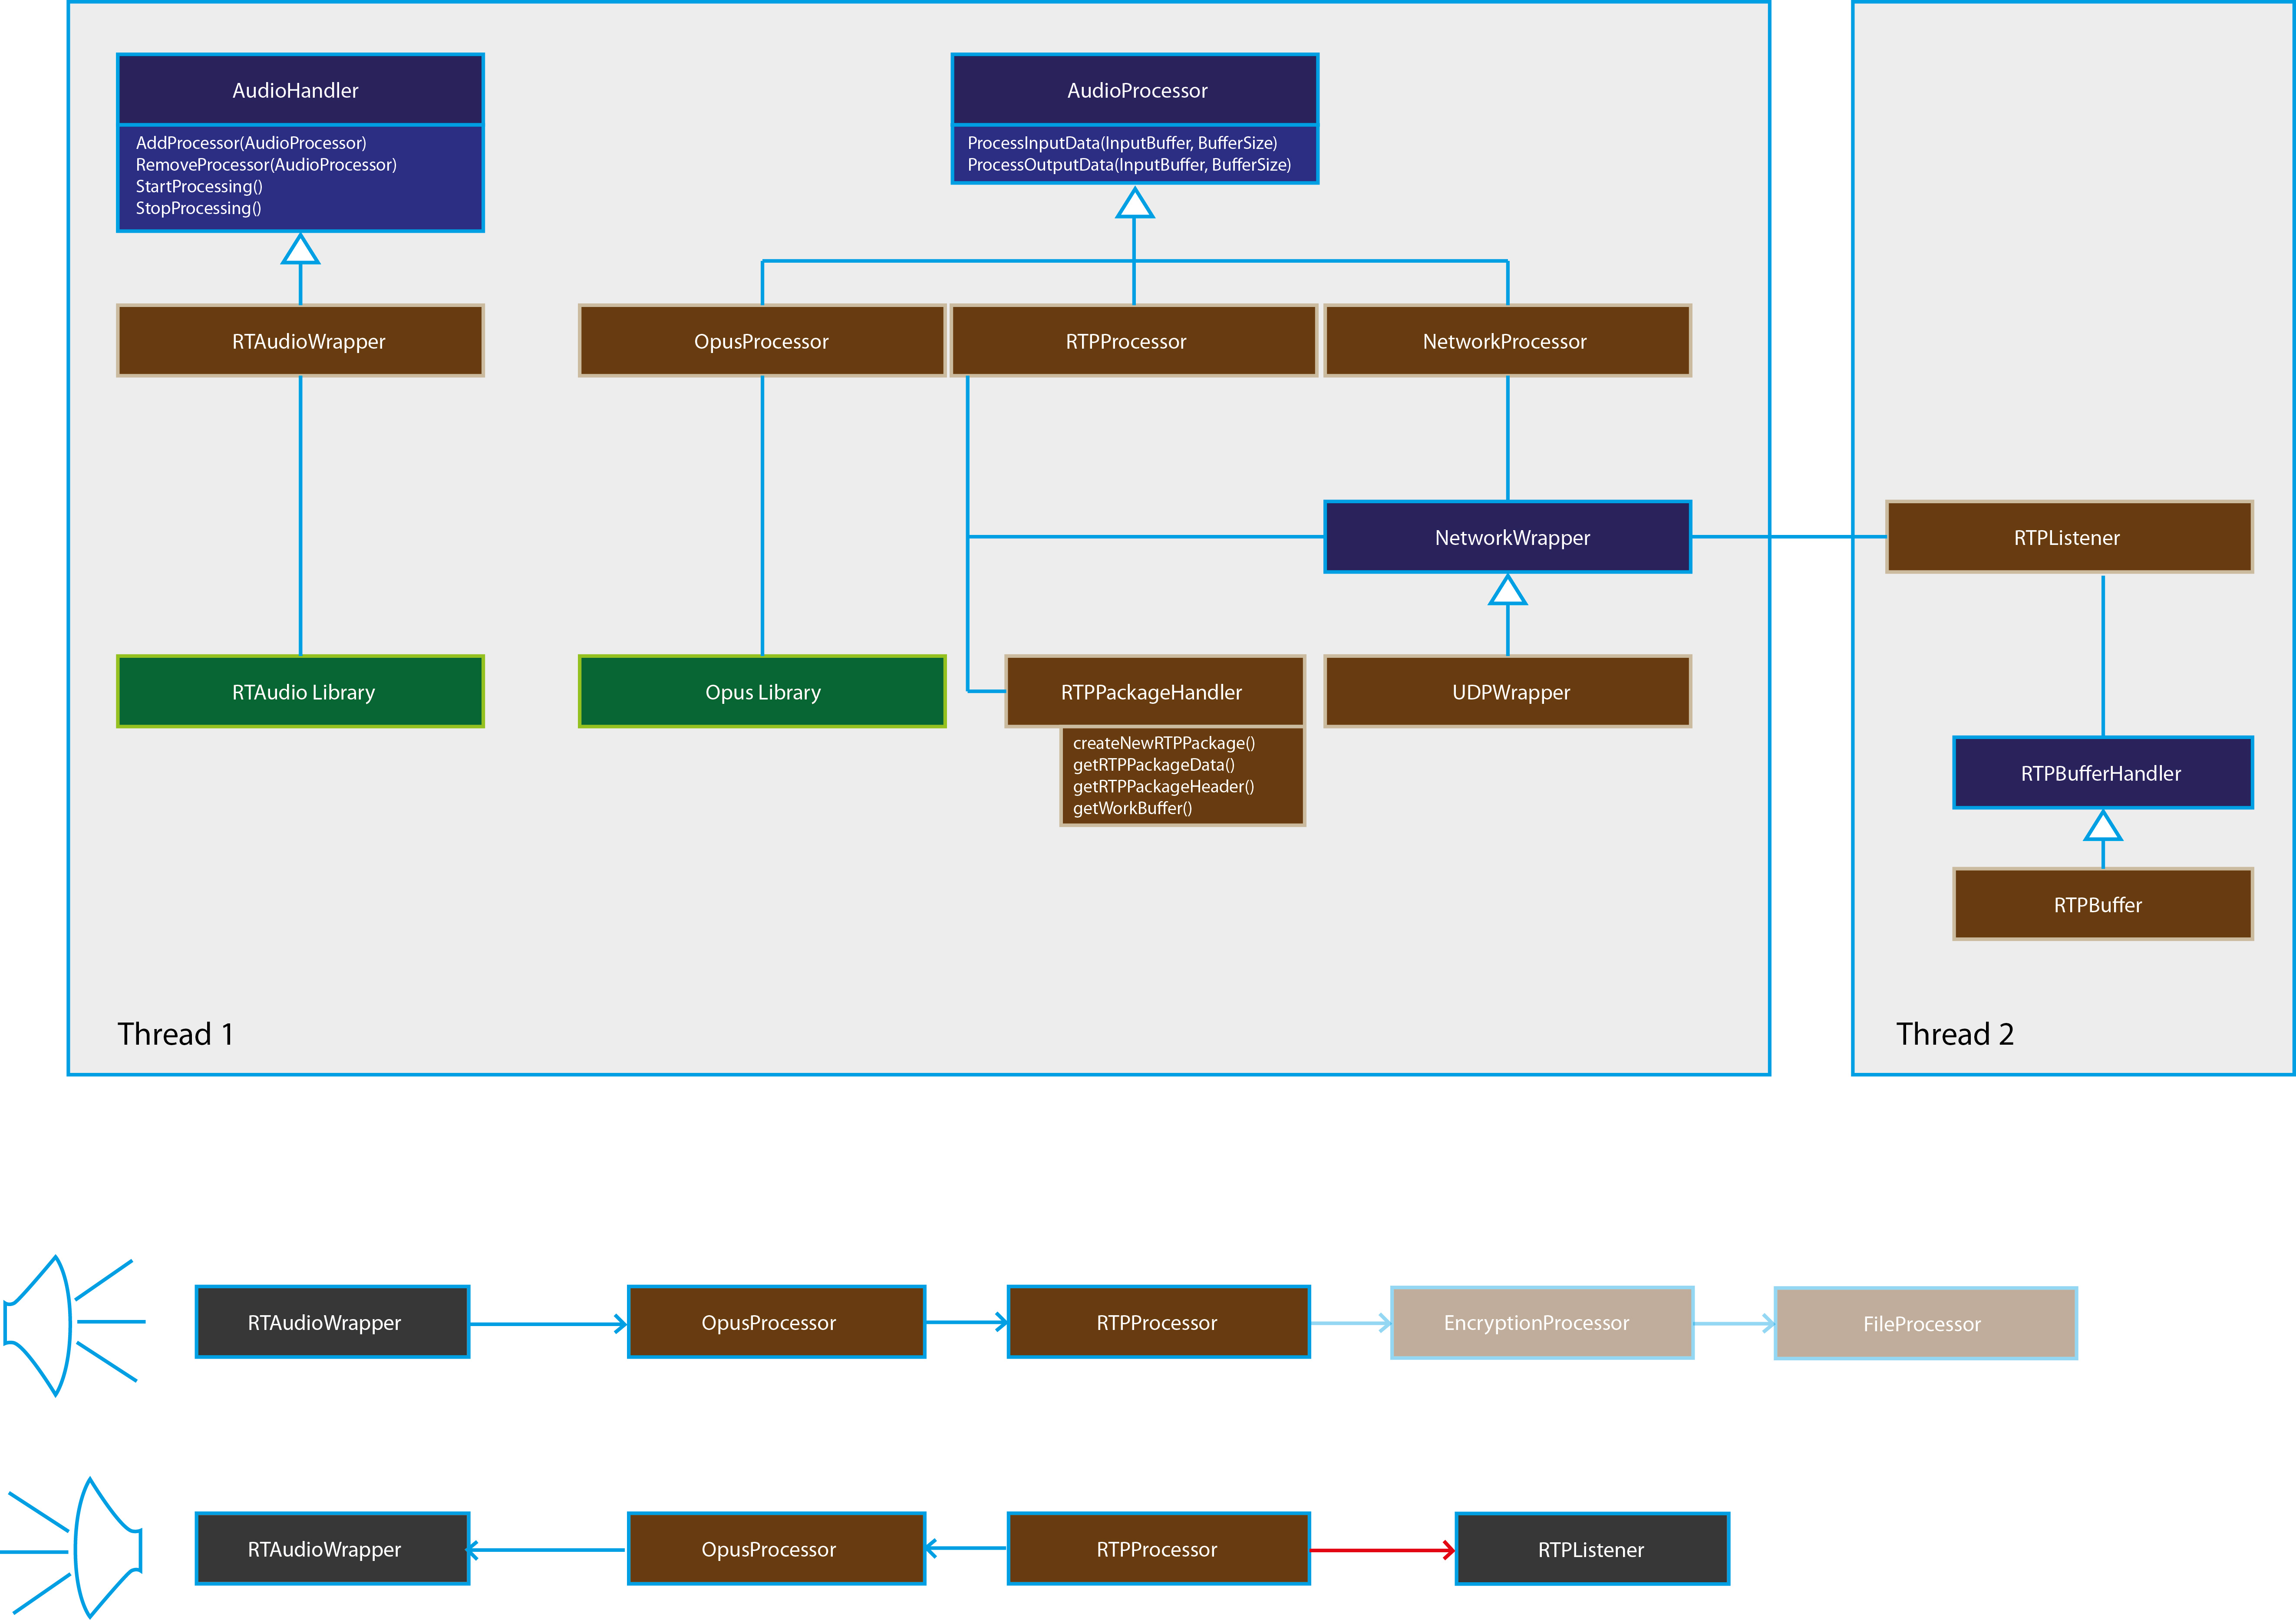 AudioHandler
AddProcessor(AudioProcessor)
RemoveProcessor(AudioProcessor)
StartProcessing()
StopProcessing()
AudioProcessor
ProcessInputData(InputBuffer, BufferSize)
ProcessOutputData(InputBuffer, BufferSize)
RTAudioWrapper
OpusProcessor
RTPProcessor
NetworkProcessor
NetworkWrapper
RTPListener
RTAudio Library
Opus Library
RTPPackageHandler
createNewRTPPackage()
getRTPPackageData()
getRTPPackageHeader()
getWorkBuffer()
UDPWrapper
RTPBufferHandler
RTPBuffer
Thread 1
Thread 2
RTAudioWrapper
OpusProcessor
RTPProcessor
EncryptionProcessor
FileProcessor
RTAudioWrapper
OpusProcessor
RTPProcessor
RTPListener